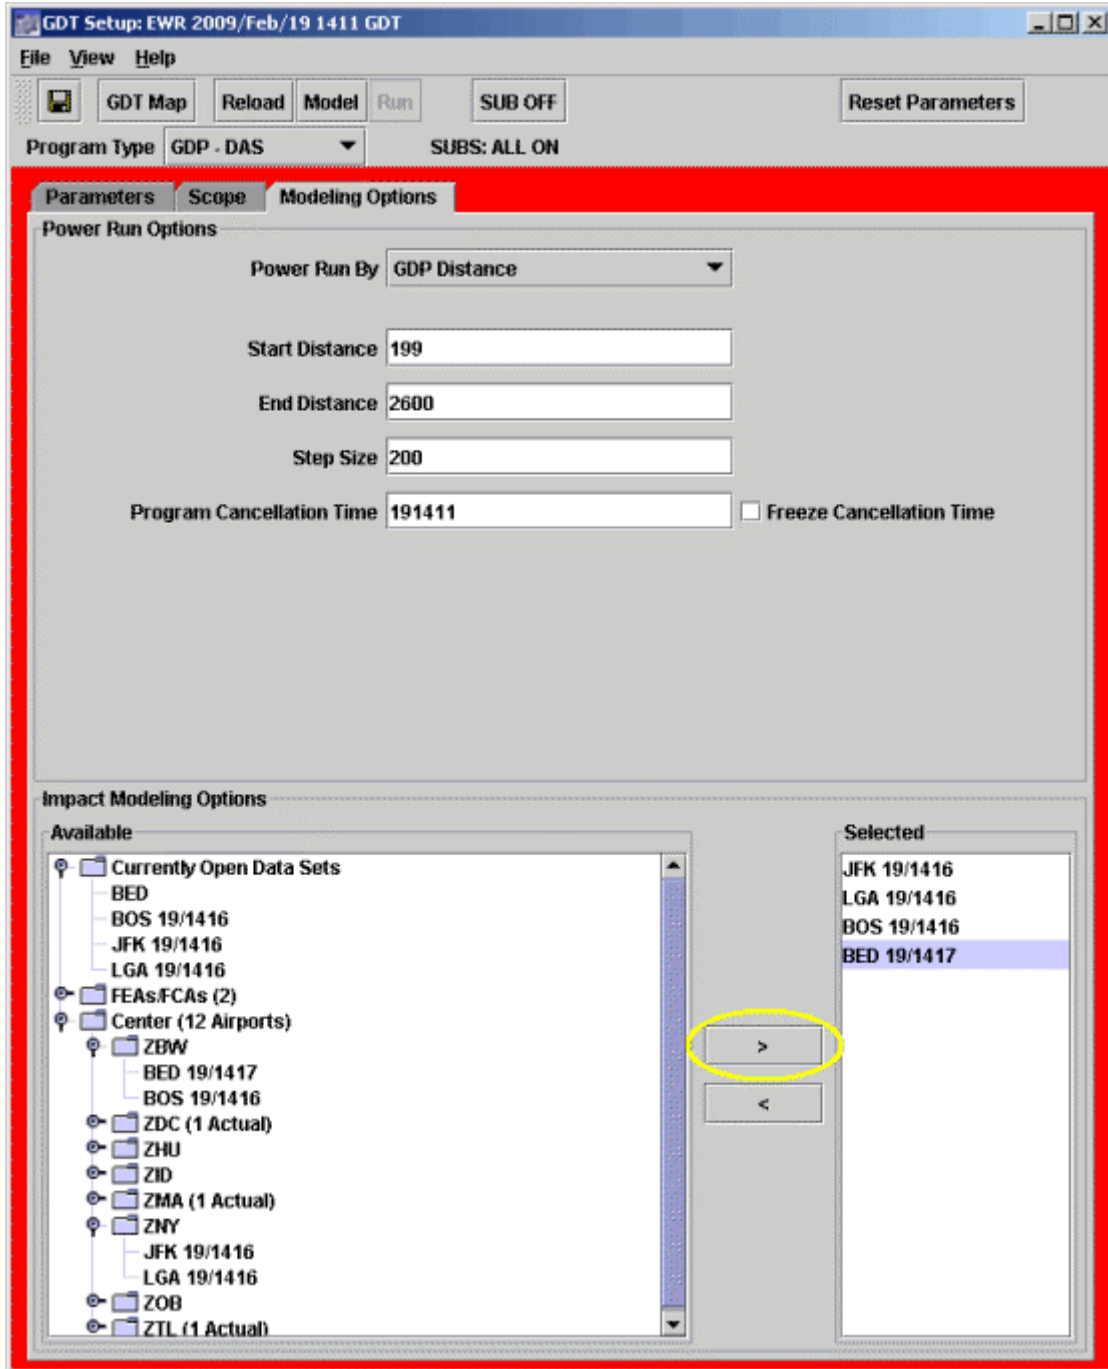 GDT Setup: EWR 2009/Feb/19 1411 GDT
File View Help
GDT Map Reload Model Run SUB OFF Reset Parameters
Program Type GDP - DAS SUBS: ALL ON
Parameters Scope Modeling Options
Power Run Options
Power Run By GDP Distance
Start Distance 199
End Distance 2600
Step Size 200
Program Cancellation Time 191411 Freeze Cancellation Time
Impact Modeling Options
Available
Currently Open Data Sets
BED
BOS 19/1416
JFK 19/1416
LGA 19/1416
FEAs/FCAs (2)
Center (12 Airports)
ZBW
BED 19/1417
BOS 19/1416
ZDC (1 Actual)
ZHU
ZID
ZMA (1 Actual)
ZNY
JFK 19/1416
LGA 19/1416
ZOB
ZTL (1 Actual)
>
<
Selected
JFK 19/1416
LGA 19/1416
BOS 19/1416
BED 19/1417